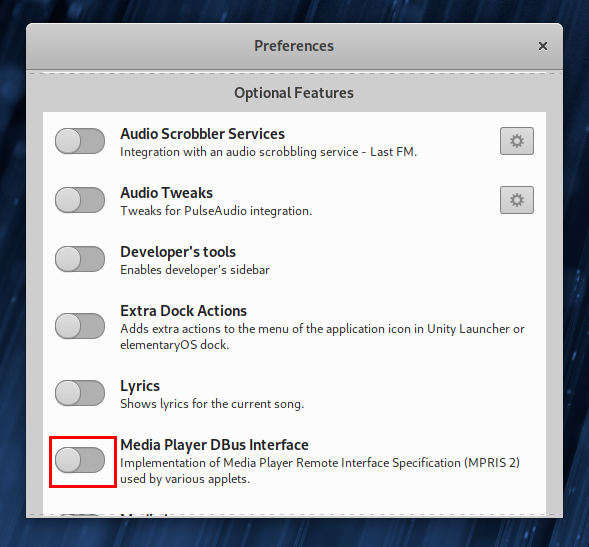 Preferences
Optional Features
Audio Scrobbler Services
Integration with an audio scrobbling service – Last FM.
Audio Tweaks
Tweaks for PulseAudio integration.
Developer's tools
Enables developer's sidebar
Extra Dock Actions
Adds extra actions to the menu of the application icon in Unity Launcher or
elementaryOS dock.
Lyrics
Shows lyrics for the current song.
Media Player DBus Interface
Implementation of Media Player Remote Interface Specification (MPRIS 2)
used by various applets.